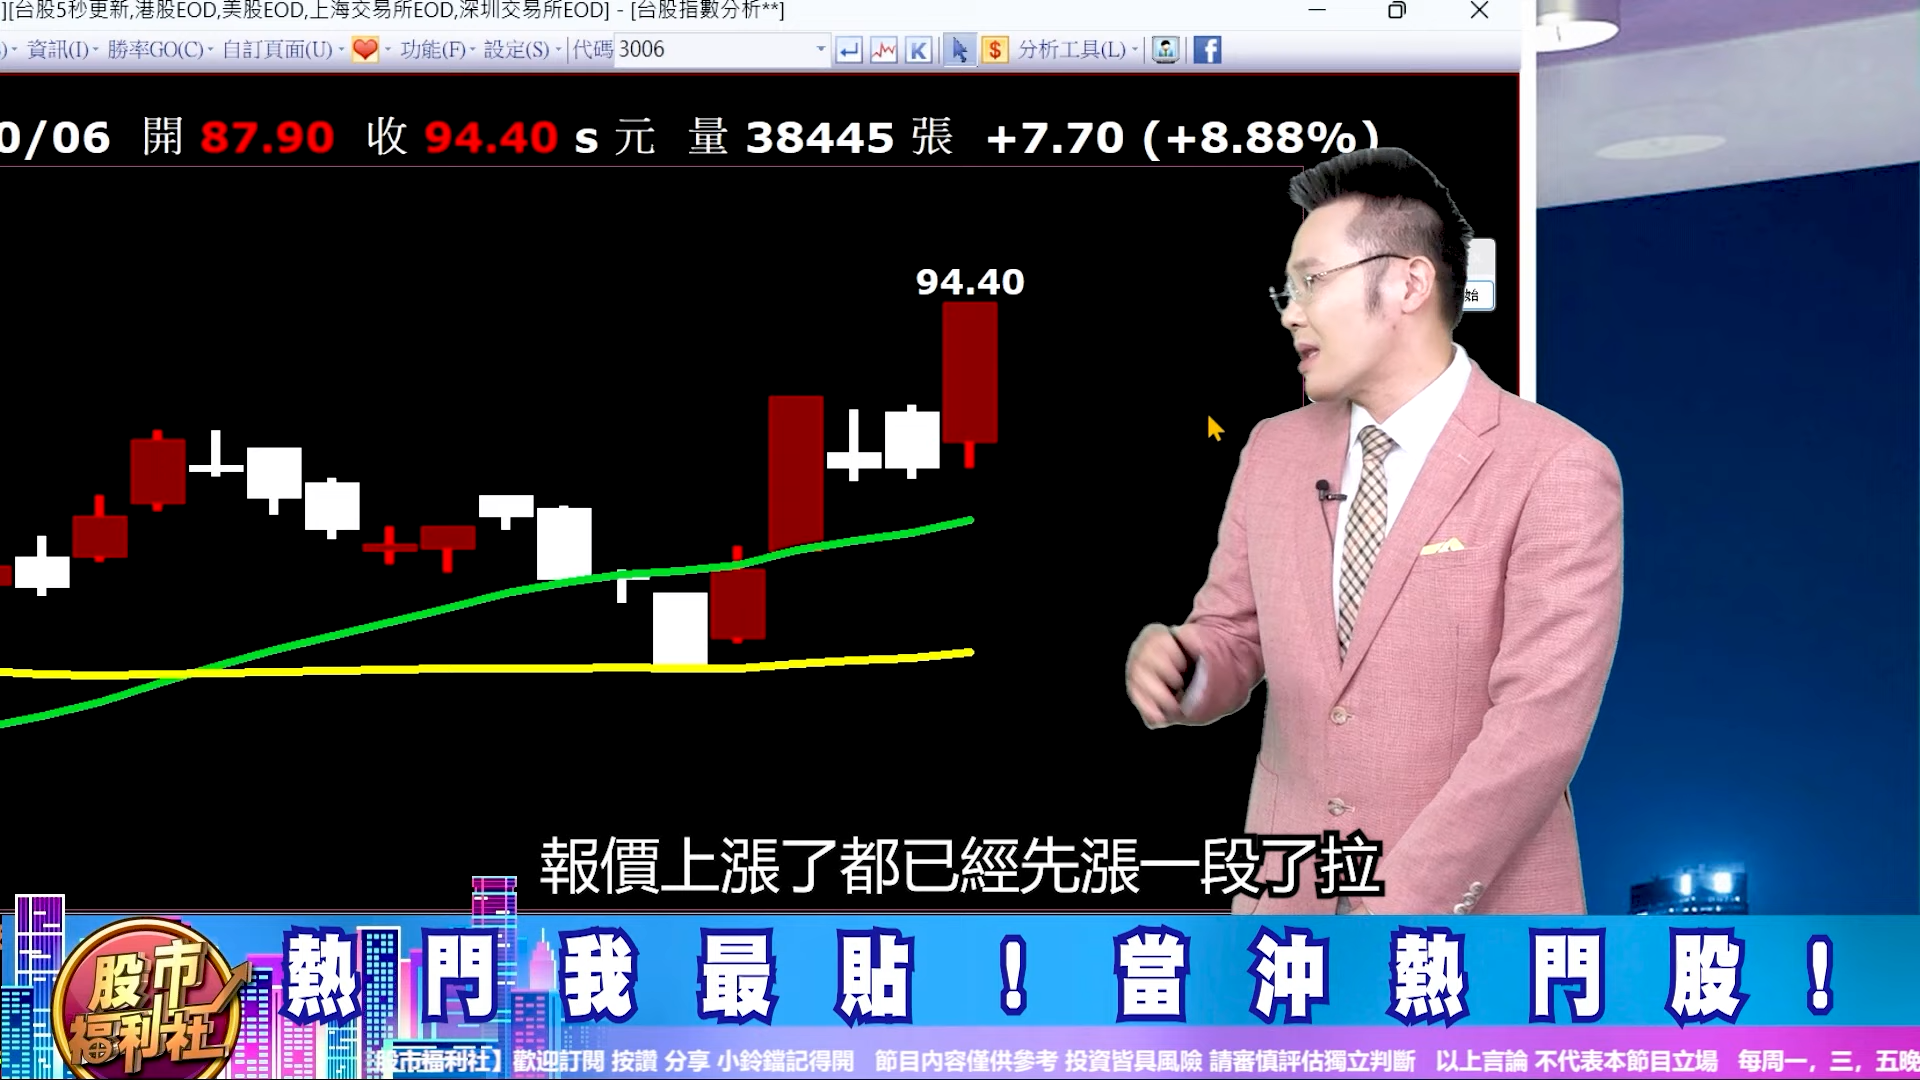 ][台股5秒更新,港股EOD,美股EOD,上海交易所EOD,深圳交易所EOD] - [台股指數分析**]
資訊(I) 勝率GO(C) 自訂頁面(U) 功能(F) 設定(S) 代碼 3006 K $ 分析工具(L) f
0/06 開 87.90 收 94.40 s 元 量 38445 張 +7.70 (+8.88%)
94.40
始
報價上漲了都已經先漲一段了拉
熱門我最貼！當沖熱門股！
股市
福利社
股市福利社】歡迎訂閱 按讚 分享 小鈴鐺記得開 節目內容僅供參考 投資皆具風險 請審慎評估獨立判斷 以上言論 不代表本節目立場 每周一，三，五晚